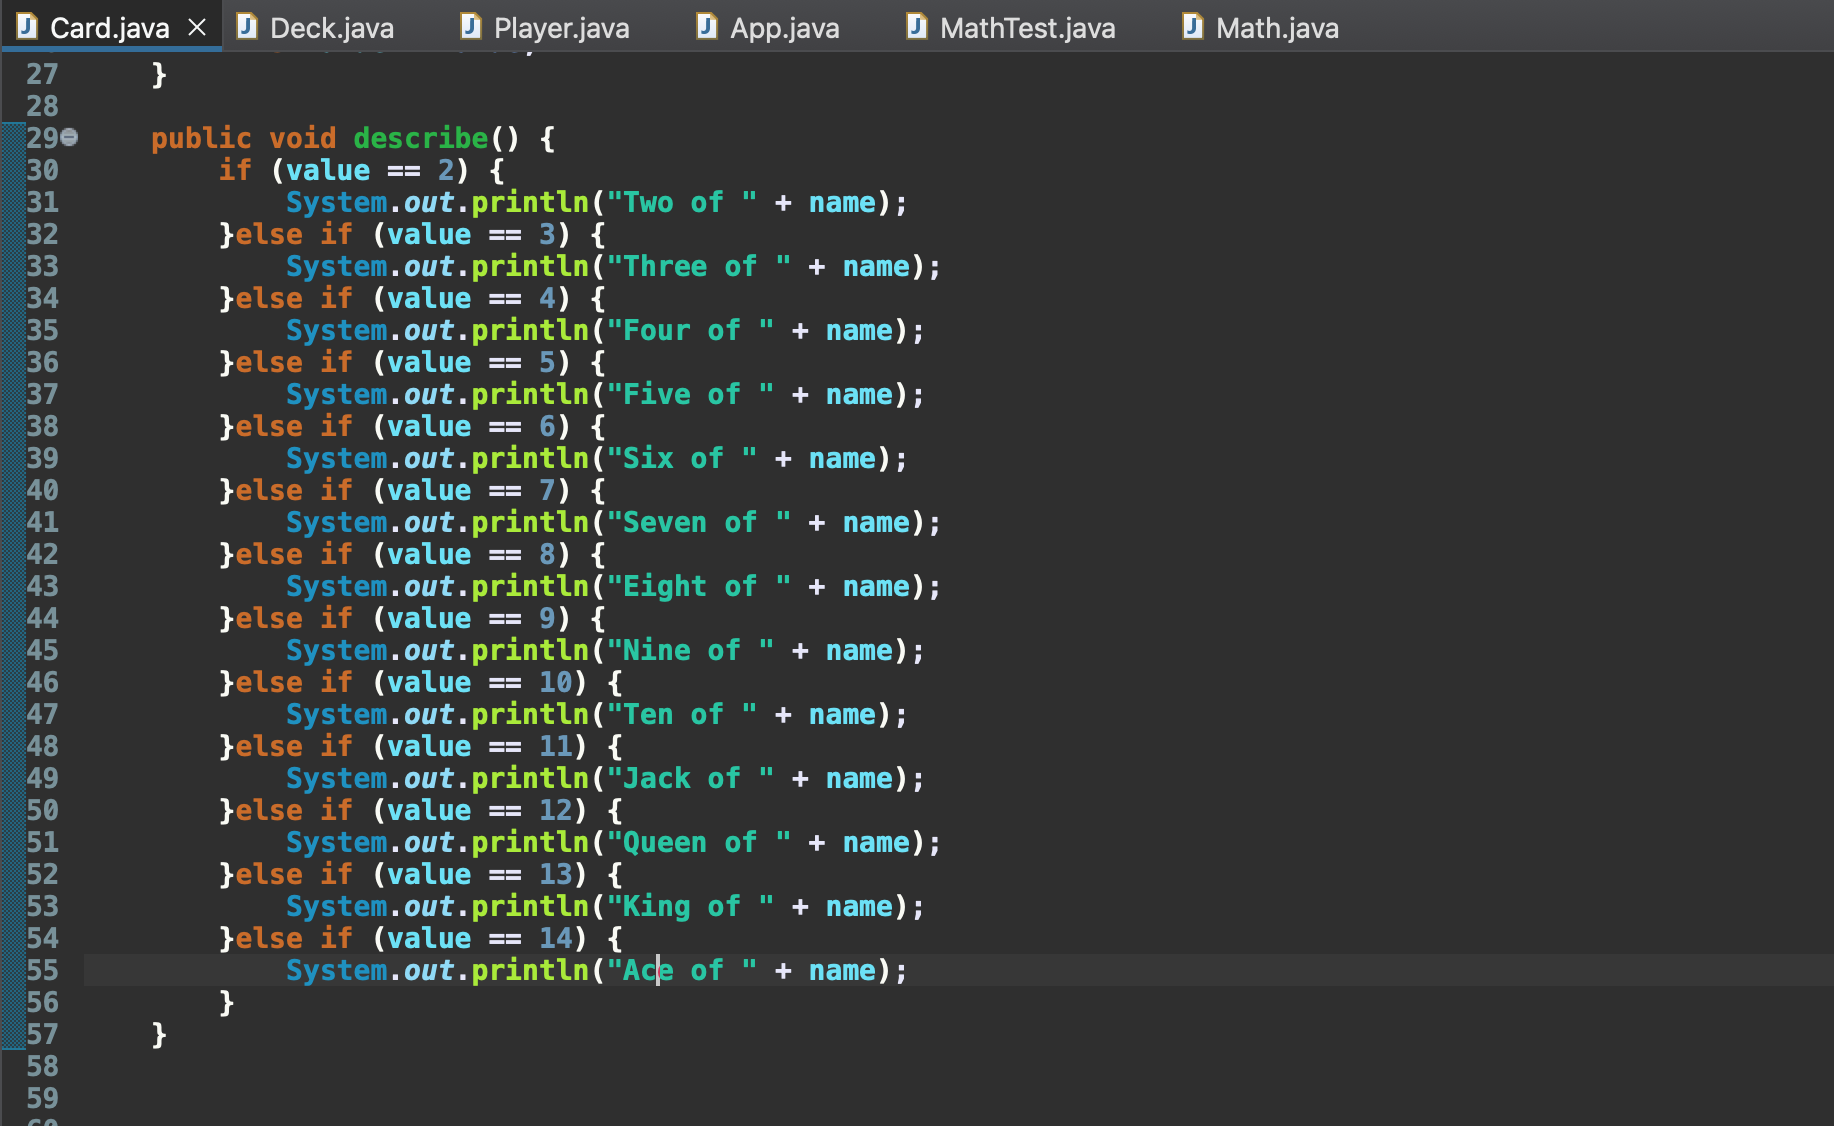 Card.java Deck.java Player.java App.java MathTest.java Math.java
27 }
28
29 public void describe() {
30 if (value == 2) {
31 System.out.println("Two of " + name);
32 }else if (value == 3) {
33 System.out.println("Three of " + name);
34 }else if (value == 4) {
35 System.out.println("Four of " + name);
36 }else if (value == 5) {
37 System.out.println("Five of " + name);
38 }else if (value == 6) {
39 System.out.println("Six of " + name);
40 }else if (value == 7) {
41 System.out.println("Seven of " + name);
42 }else if (value == 8) {
43 System.out.println("Eight of " + name);
44 }else if (value == 9) {
45 System.out.println("Nine of " + name);
46 }else if (value == 10) {
47 System.out.println("Ten of " + name);
48 }else if (value == 11) {
49 System.out.println("Jack of " + name);
50 }else if (value == 12) {
51 System.out.println("Queen of " + name);
52 }else if (value == 13) {
53 System.out.println("King of " + name);
54 }else if (value == 14) {
55 System.out.println("Ace of " + name);
56 }
57 }
58
59